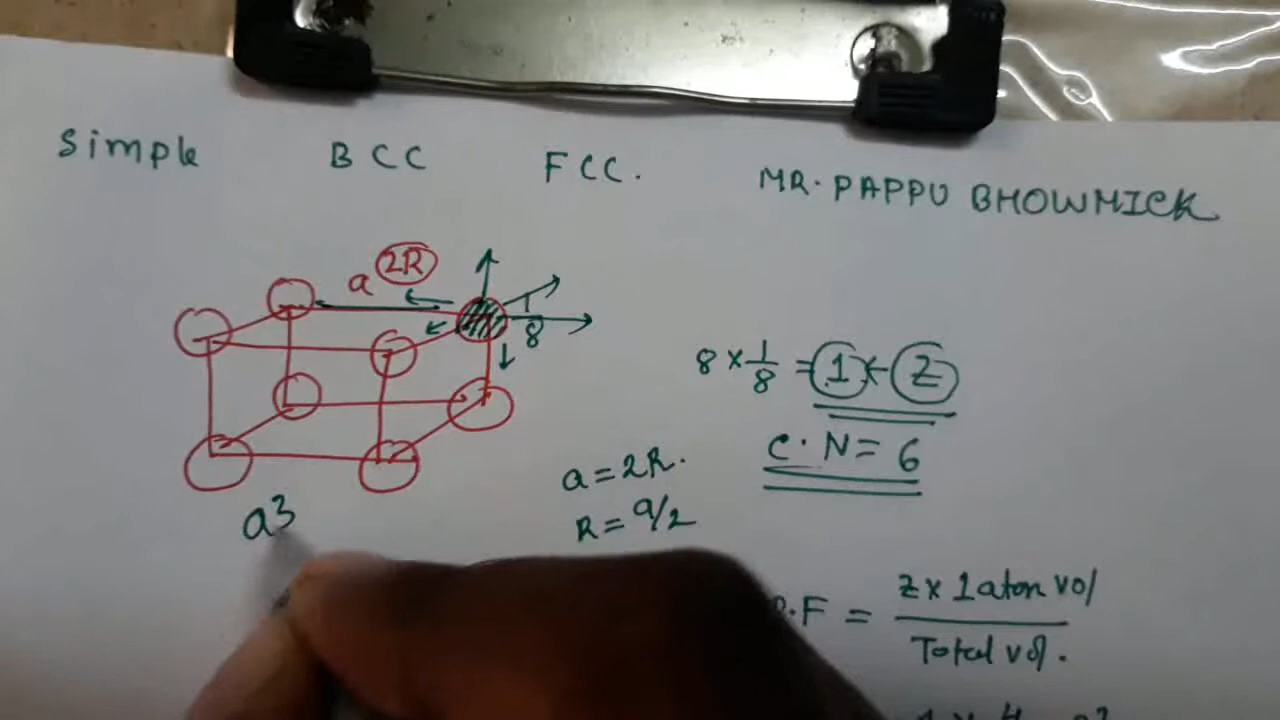 Simple BCC FCC. MR. PAPPU BHOWMICK
a 2R
1
8
8 × 1/8 = 1 ← Z
C. N = 6
a = 2R.
R = a/2
a3
.F = Z x 1 atom vol
Total vol.